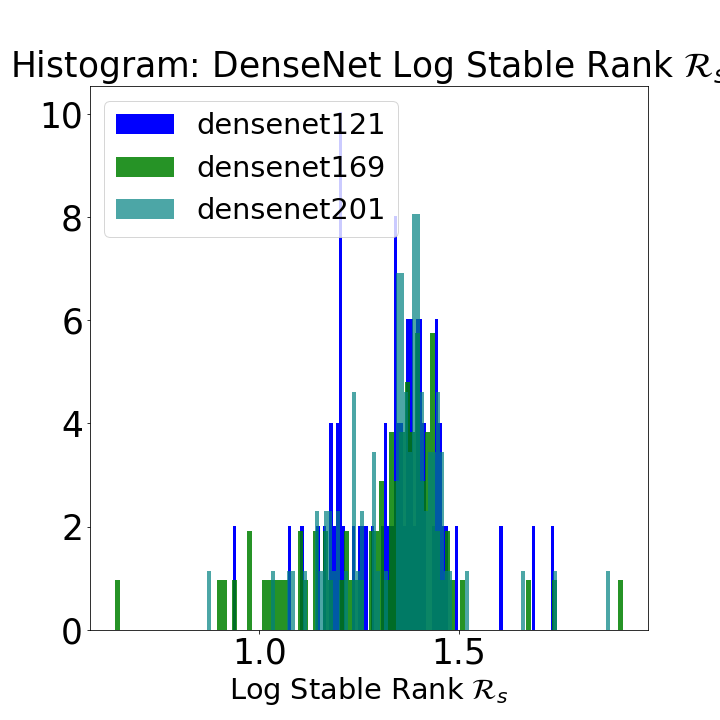 Histogram: DenseNet Log Stable Rank ℛs
10
8
6
4
2
0
densenet121
densenet169
densenet201
1.0
1.5
Log Stable Rank ℛs